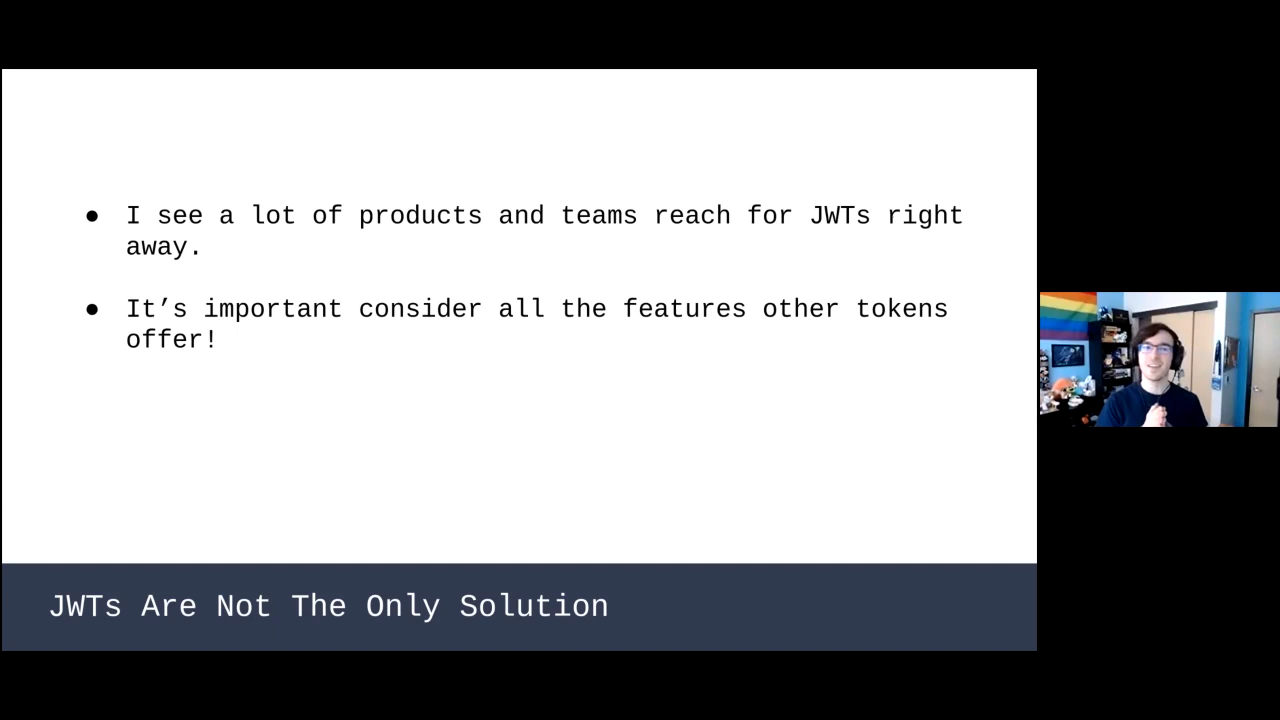 ● I see a lot of products and teams reach for JWTs right
away.
● It’s important consider all the features other tokens
offer!
JWTs Are Not The Only Solution